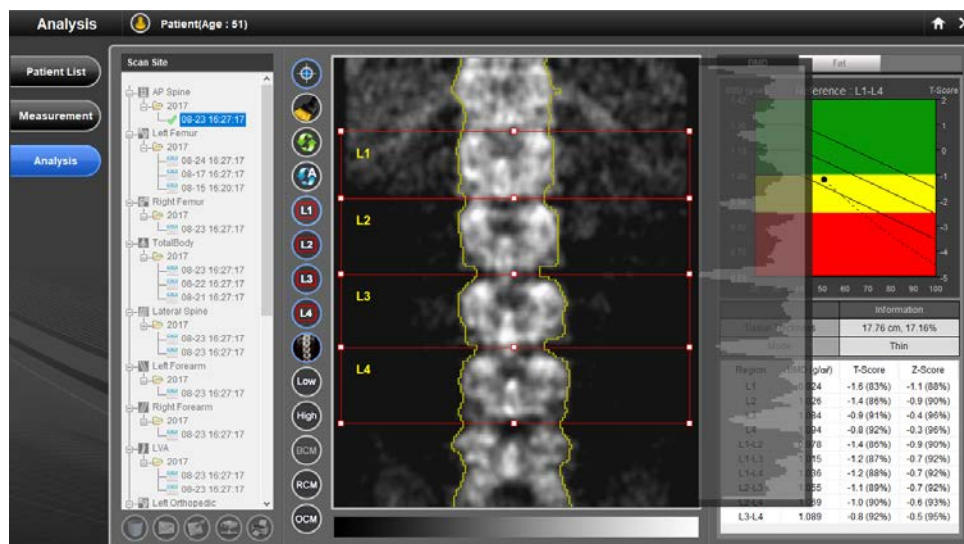 Analysis
Patient(Age : 51)
Patient List
Measurement
Analysis
Scan Site
AP Spine
2017
08-23 16:27:17
Left Femur
2017
08-24 16:27:17
08-17 16:27:17
08-15 16:20:17
Right Femur
2017
08-23 16:27:17
TotalBody
2017
08-23 16:27:17
08-22 16:27:17
08-21 16:27:17
Lateral Spine
2017
08-23 16:27:17
08-23 16:27:17
Left Forearm
2017
08-23 16:27:17
Right Forearm
2017
08-23 16:27:17
LVA
2017
08-23 16:27:17
08-23 16:27:17
Left Orthopedic
A
L1
L2
L3
L4
Low
High
BCM
RCM
OCM
L1
L2
L3
L4
BMD
Fat
Reference : L1-L4
T-Score
2
1
0
-1
-2
-3
-4
-5
50 60 70 80 90 100
Information
17.76 cm, 17.16%
Mode Thin
Region BMD (g/㎠) T-Score Z-Score
L1 -1.6 (83%) -1.1 (88%)
L2 -1.4 (86%) -0.9 (90%)
-0.9 (91%) -0.4 (96%)
L4 -0.8 (92%) -0.3 (96%)
L1-L2 -1.4 (85%) -0.9 (90%)
L1-L3 -1.2 (87%) -0.7 (92%)
L1-L4 -1.2 (88%) -0.7 (92%)
L2-L3 -1.1 (89%) -0.7 (92%)
L2-L4 -1.0 (90%) -0.6 (93%)
L3-L4 1.089 -0.8 (92%) -0.5 (95%)